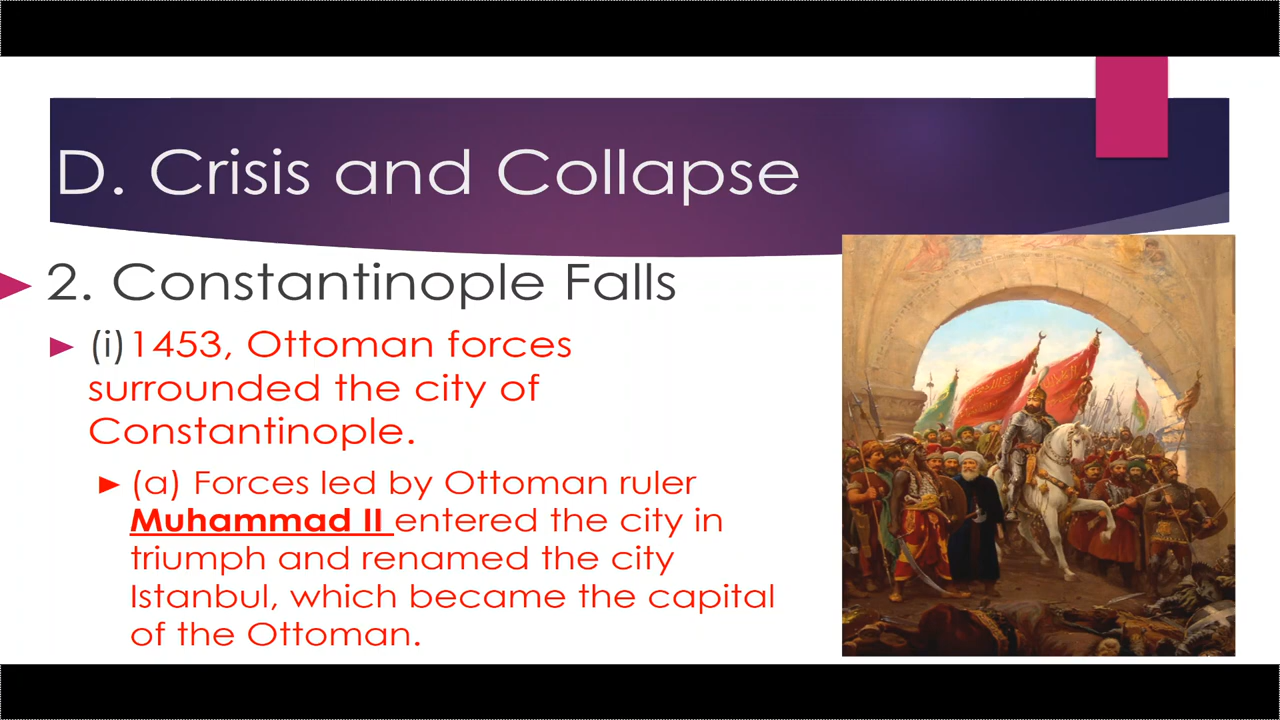 D. Crisis and Collapse
2. Constantinople Falls
(i)1453, Ottoman forces
surrounded the city of
Constantinople.
(a) Forces led by Ottoman ruler
Muhammad II entered the city in
triumph and renamed the city
Istanbul, which became the capital
of the Ottoman.